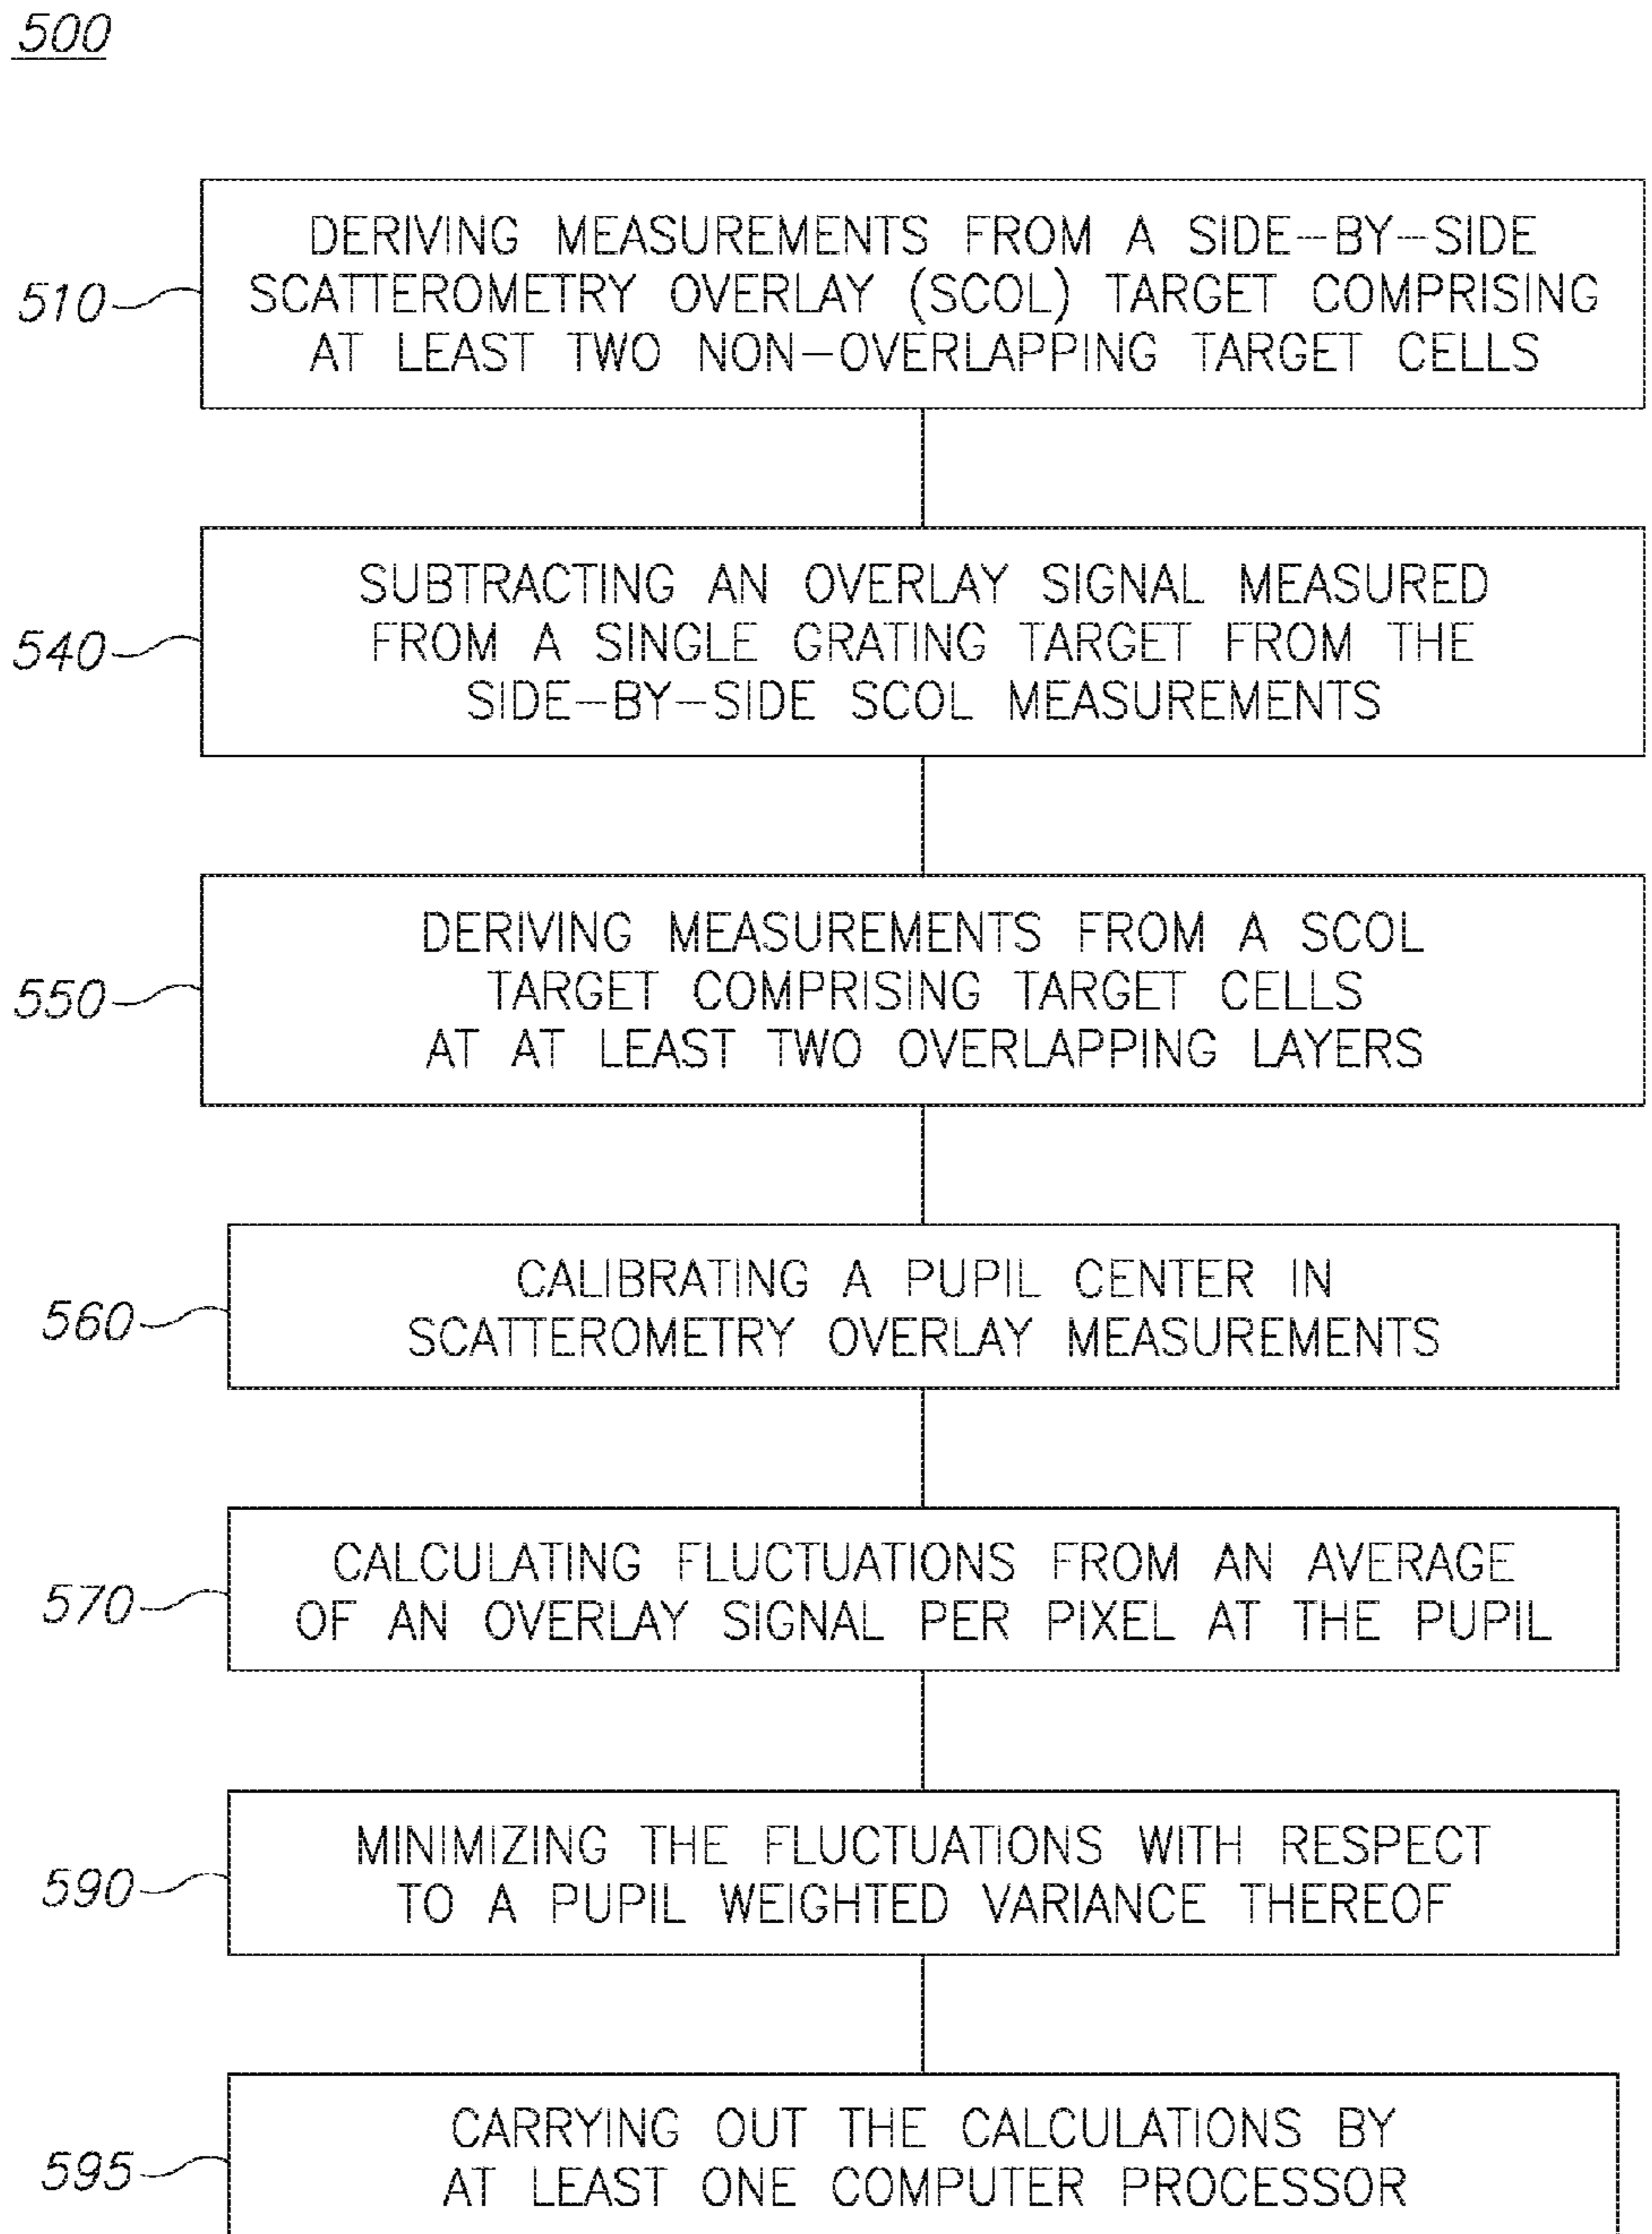 500
510
DERIVING MEASUREMENTS FROM A SIDE-BY-SIDE
SCATTEROMETRY OVERLAY (SCOL) TARGET COMPRISING
AT LEAST TWO NON-OVERLAPPING TARGET CELLS
540
SUBTRACTING AN OVERLAY SIGNAL MEASURED
FROM A SINGLE GRATING TARGET FROM THE
SIDE-BY-SIDE SCOL MEASUREMENTS
550
DERIVING MEASUREMENTS FROM A SCOL
TARGET COMPRISING TARGET CELLS
AT AT LEAST TWO OVERLAPPING LAYERS
560
CALIBRATING A PUPIL CENTER IN
SCATTEROMETRY OVERLAY MEASUREMENTS
570
CALCULATING FLUCTUATIONS FROM AN AVERAGE
OF AN OVERLAY SIGNAL PER PIXEL AT THE PUPIL
590
MINIMIZING THE FLUCTUATIONS WITH RESPECT
TO A PUPIL WEIGHTED VARIANCE THEREOF
595
CARRYING OUT THE CALCULATIONS BY
AT LEAST ONE COMPUTER PROCESSOR